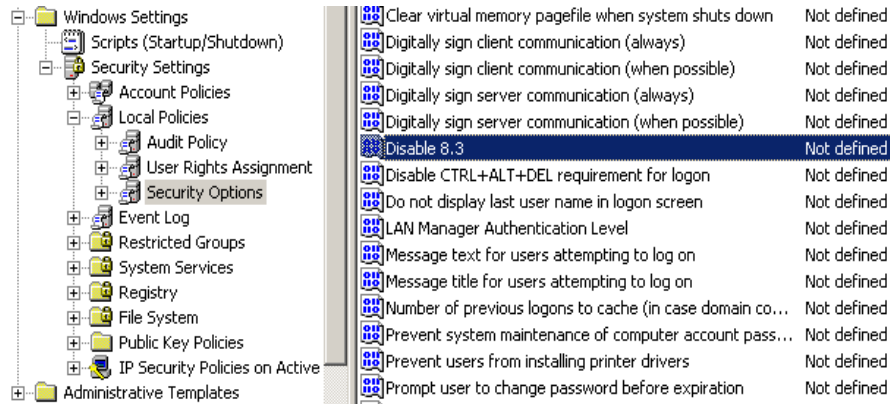 Windows Settings
Scripts (Startup/Shutdown)
Security Settings
Account Policies
Local Policies
Audit Policy
User Rights Assignment
Security Options
Event Log
Restricted Groups
System Services
Registry
File System
Public Key Policies
IP Security Policies on Active
Administrative Templates
Clear virtual memory pagefile when system shuts down Not defined
Digitally sign client communication (always) Not defined
Digitally sign client communication (when possible) Not defined
Digitally sign server communication (always) Not defined
Digitally sign server communication (when possible) Not defined
Disable 8.3 Not defined
Disable CTRL+ALT+DEL requirement for logon Not defined
Do not display last user name in logon screen Not defined
LAN Manager Authentication Level Not defined
Message text for users attempting to log on Not defined
Message title for users attempting to log on Not defined
Number of previous logons to cache (in case domain co... Not defined
Prevent system maintenance of computer account pass... Not defined
Prevent users from installing printer drivers Not defined
Prompt user to change password before expiration Not defined